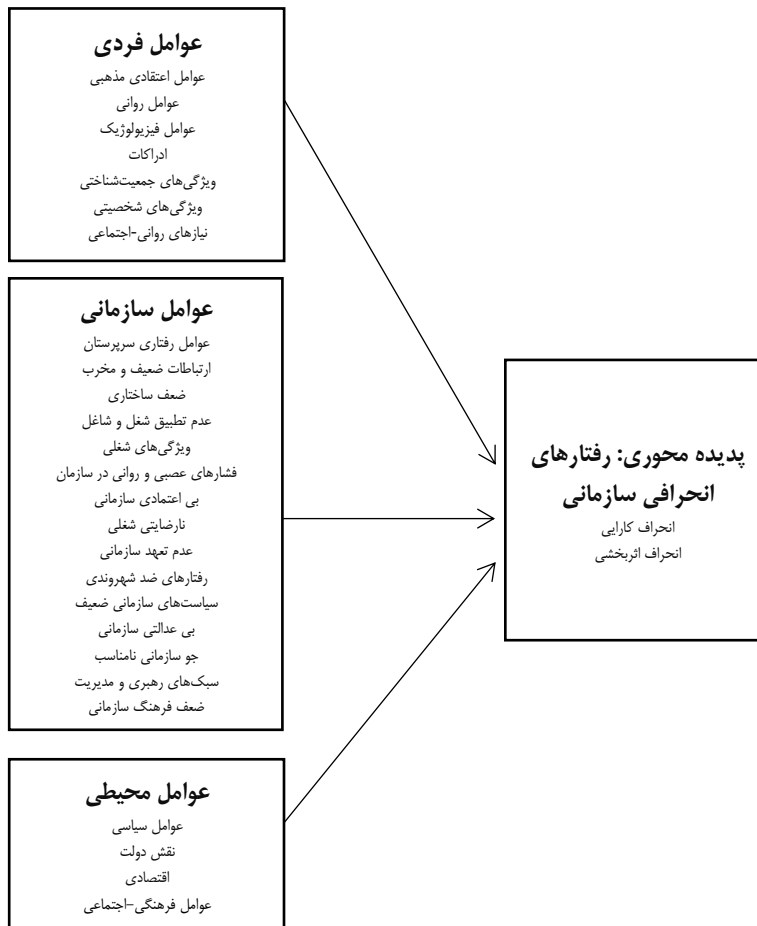 عوامل فردی
عوامل اعتقادی مذهبی
عوامل روانی
عوامل فیزیولوژیک
ادراکات
ویژگی‌های جمعیت‌شناختی
ویژگی‌های شخصیتی
نیازهای روانی-اجتماعی
عوامل سازمانی
عوامل رفتاری سرپرستان
ارتباطات ضعیف و مخرب
ضعف ساختاری
عدم تطبیق شغل و شاغل
ویژگی‌های شغلی
فشارهای عصبی و روانی در سازمان
بی اعتمادی سازمانی
نارضایتی شغلی
عدم تعهد سازمانی
رفتارهای ضد شهروندی
سیاست‌های سازمانی ضعیف
بی عدالتی سازمانی
جو سازمانی نامناسب
سبک‌های رهبری و مدیریت
ضعف فرهنگ سازمانی
عوامل محیطی
عوامل سیاسی
نقش دولت
اقتصادی
عوامل فرهنگی–اجتماعی
پدیده محوری: رفتارهای
انحرافی سازمانی
انحراف کارایی
انحراف اثربخشی